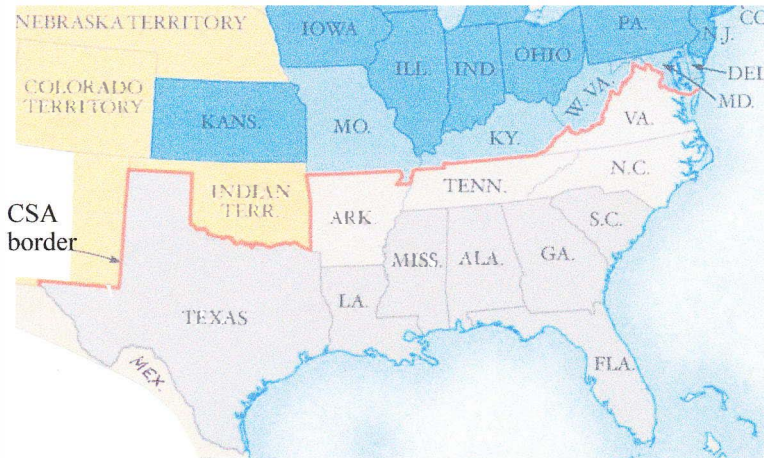 NEBRASKA TERRITORY
IOWA
PA.
CO
N.J.
ILL.
IND.
OHIO
DEL
COLORADO
TERRITORY
W. VA.
MD.
KANS.
MO.
KY.
VA.
INDIAN
TERR.
TENN.
N.C.
CSA
border
ARK.
S.C.
MISS.
ALA.
GA.
LA.
TEXAS
FLA.
MEX.